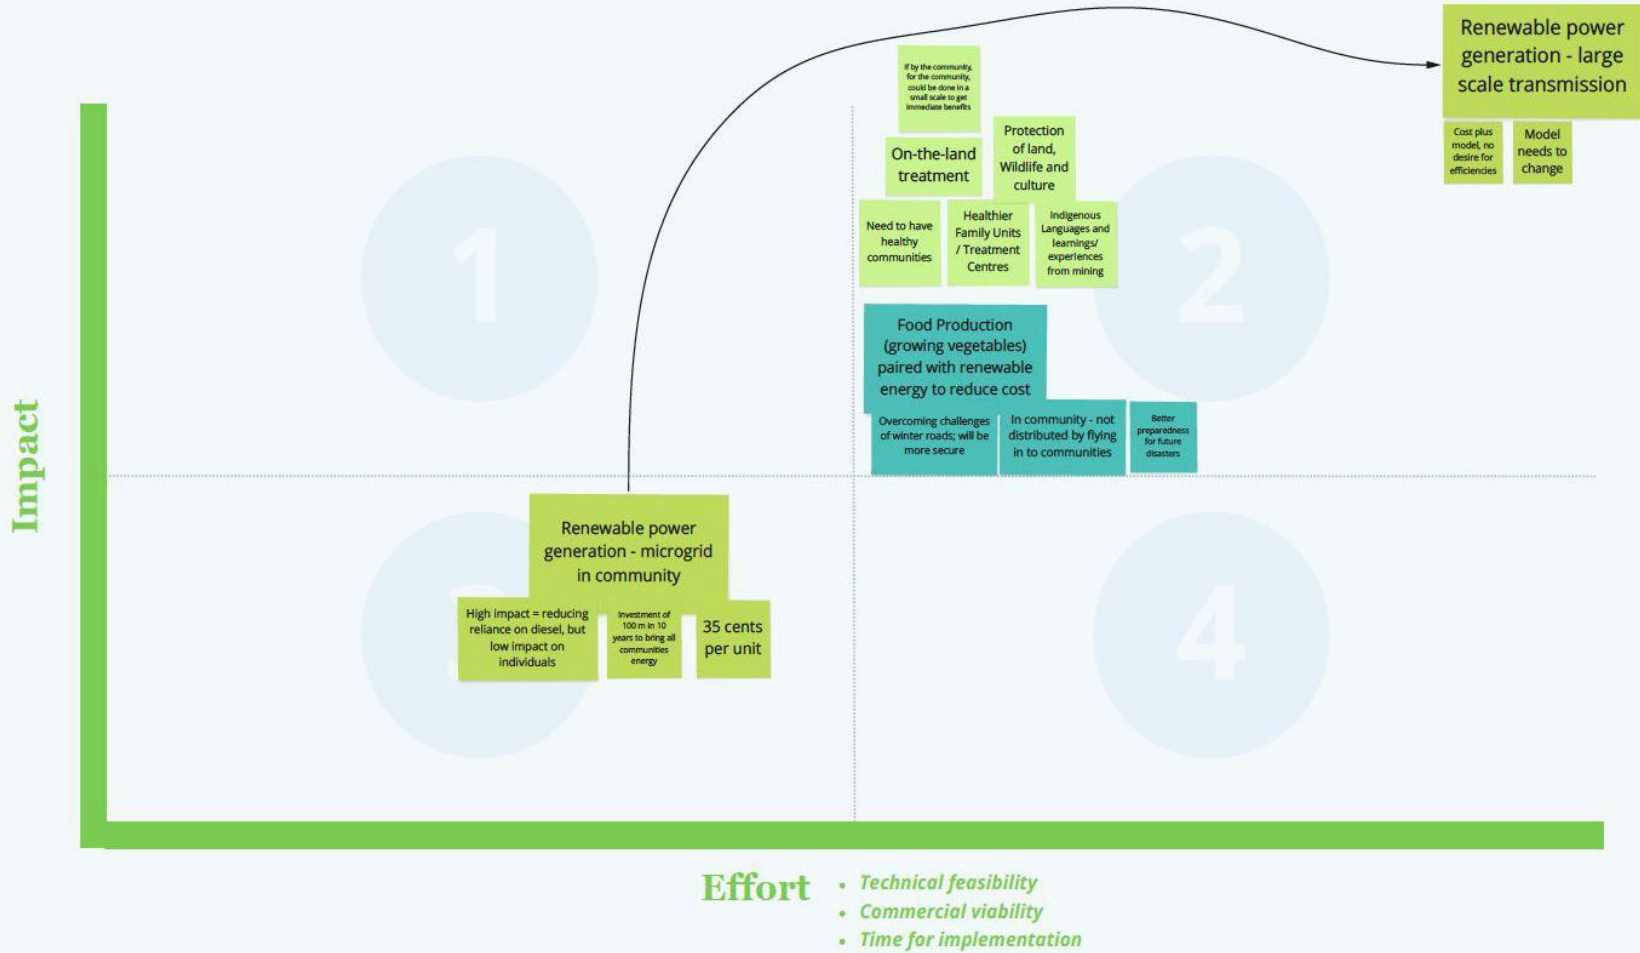 Renewable power
generation - large
scale transmission
Cost plus
model, no
desire for
efficiencies
Model
needs to
change
If by the community,
for the community,
could be done in a
small scale to get
immediate benefits
On-the-land
treatment
Protection
of land,
Wildlife and
culture
Need to have
healthy
communities
Healthier
Family Units
/ Treatment
Centres
Indigenous
Languages and
learnings/
experiences
from mining
1
2
Food Production
(growing vegetables)
paired with renewable
energy to reduce cost
Overcoming challenges
of winter roads; will be
more secure
In community - not
distributed by flying
in to communities
Better
preparedness
for future
disasters
Impact
Renewable power
generation - microgrid
in community
High impact = reducing
reliance on diesel, but
low impact on
individuals
Investment of
100 m in 10
years to bring all
communities
energy
35 cents
per unit
4
Effort
• Technical feasibility
• Commercial viability
• Time for implementation